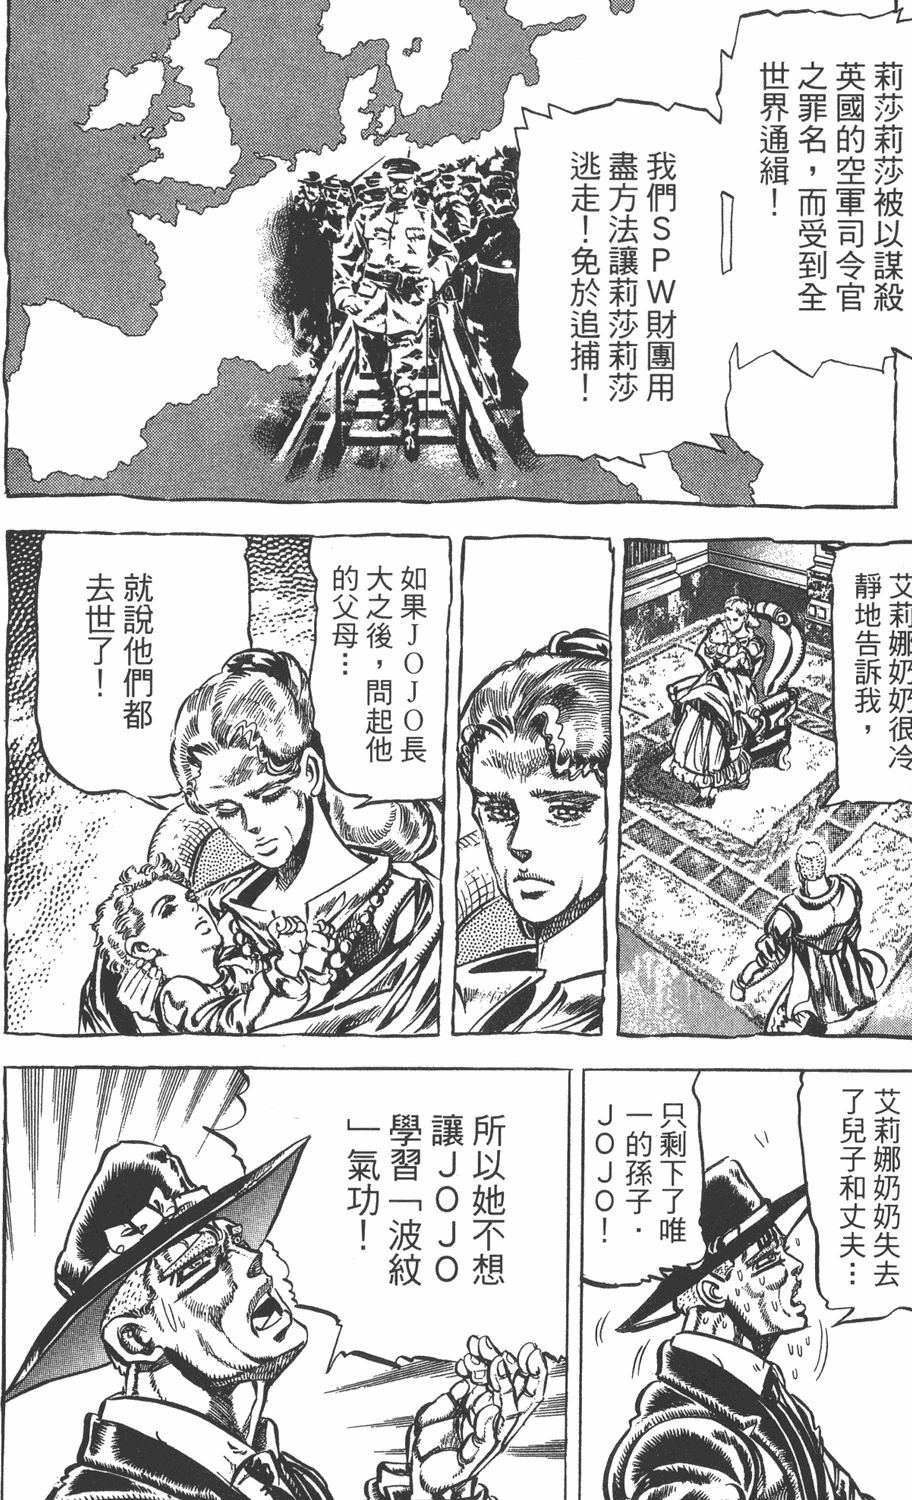 莉莎莉莎被以謀殺
英國的空軍司令官
之罪名，而受到全
世界通緝！
我們ＳＰＷ財團用
盡方法讓莉莎莉莎
逃走！免於追捕！
艾莉娜奶奶很冷
靜地告訴我，
如果ＪＯＪＯ長
大之後，問起他
的父母…
就說他們都
去世了！
艾莉娜奶奶失去
了兒子和丈夫…
只剩下了唯
一的孫子．
ＪＯＪＯ！
所以她不想
讓ＪＯＪＯ
學習「波紋
」氣功！